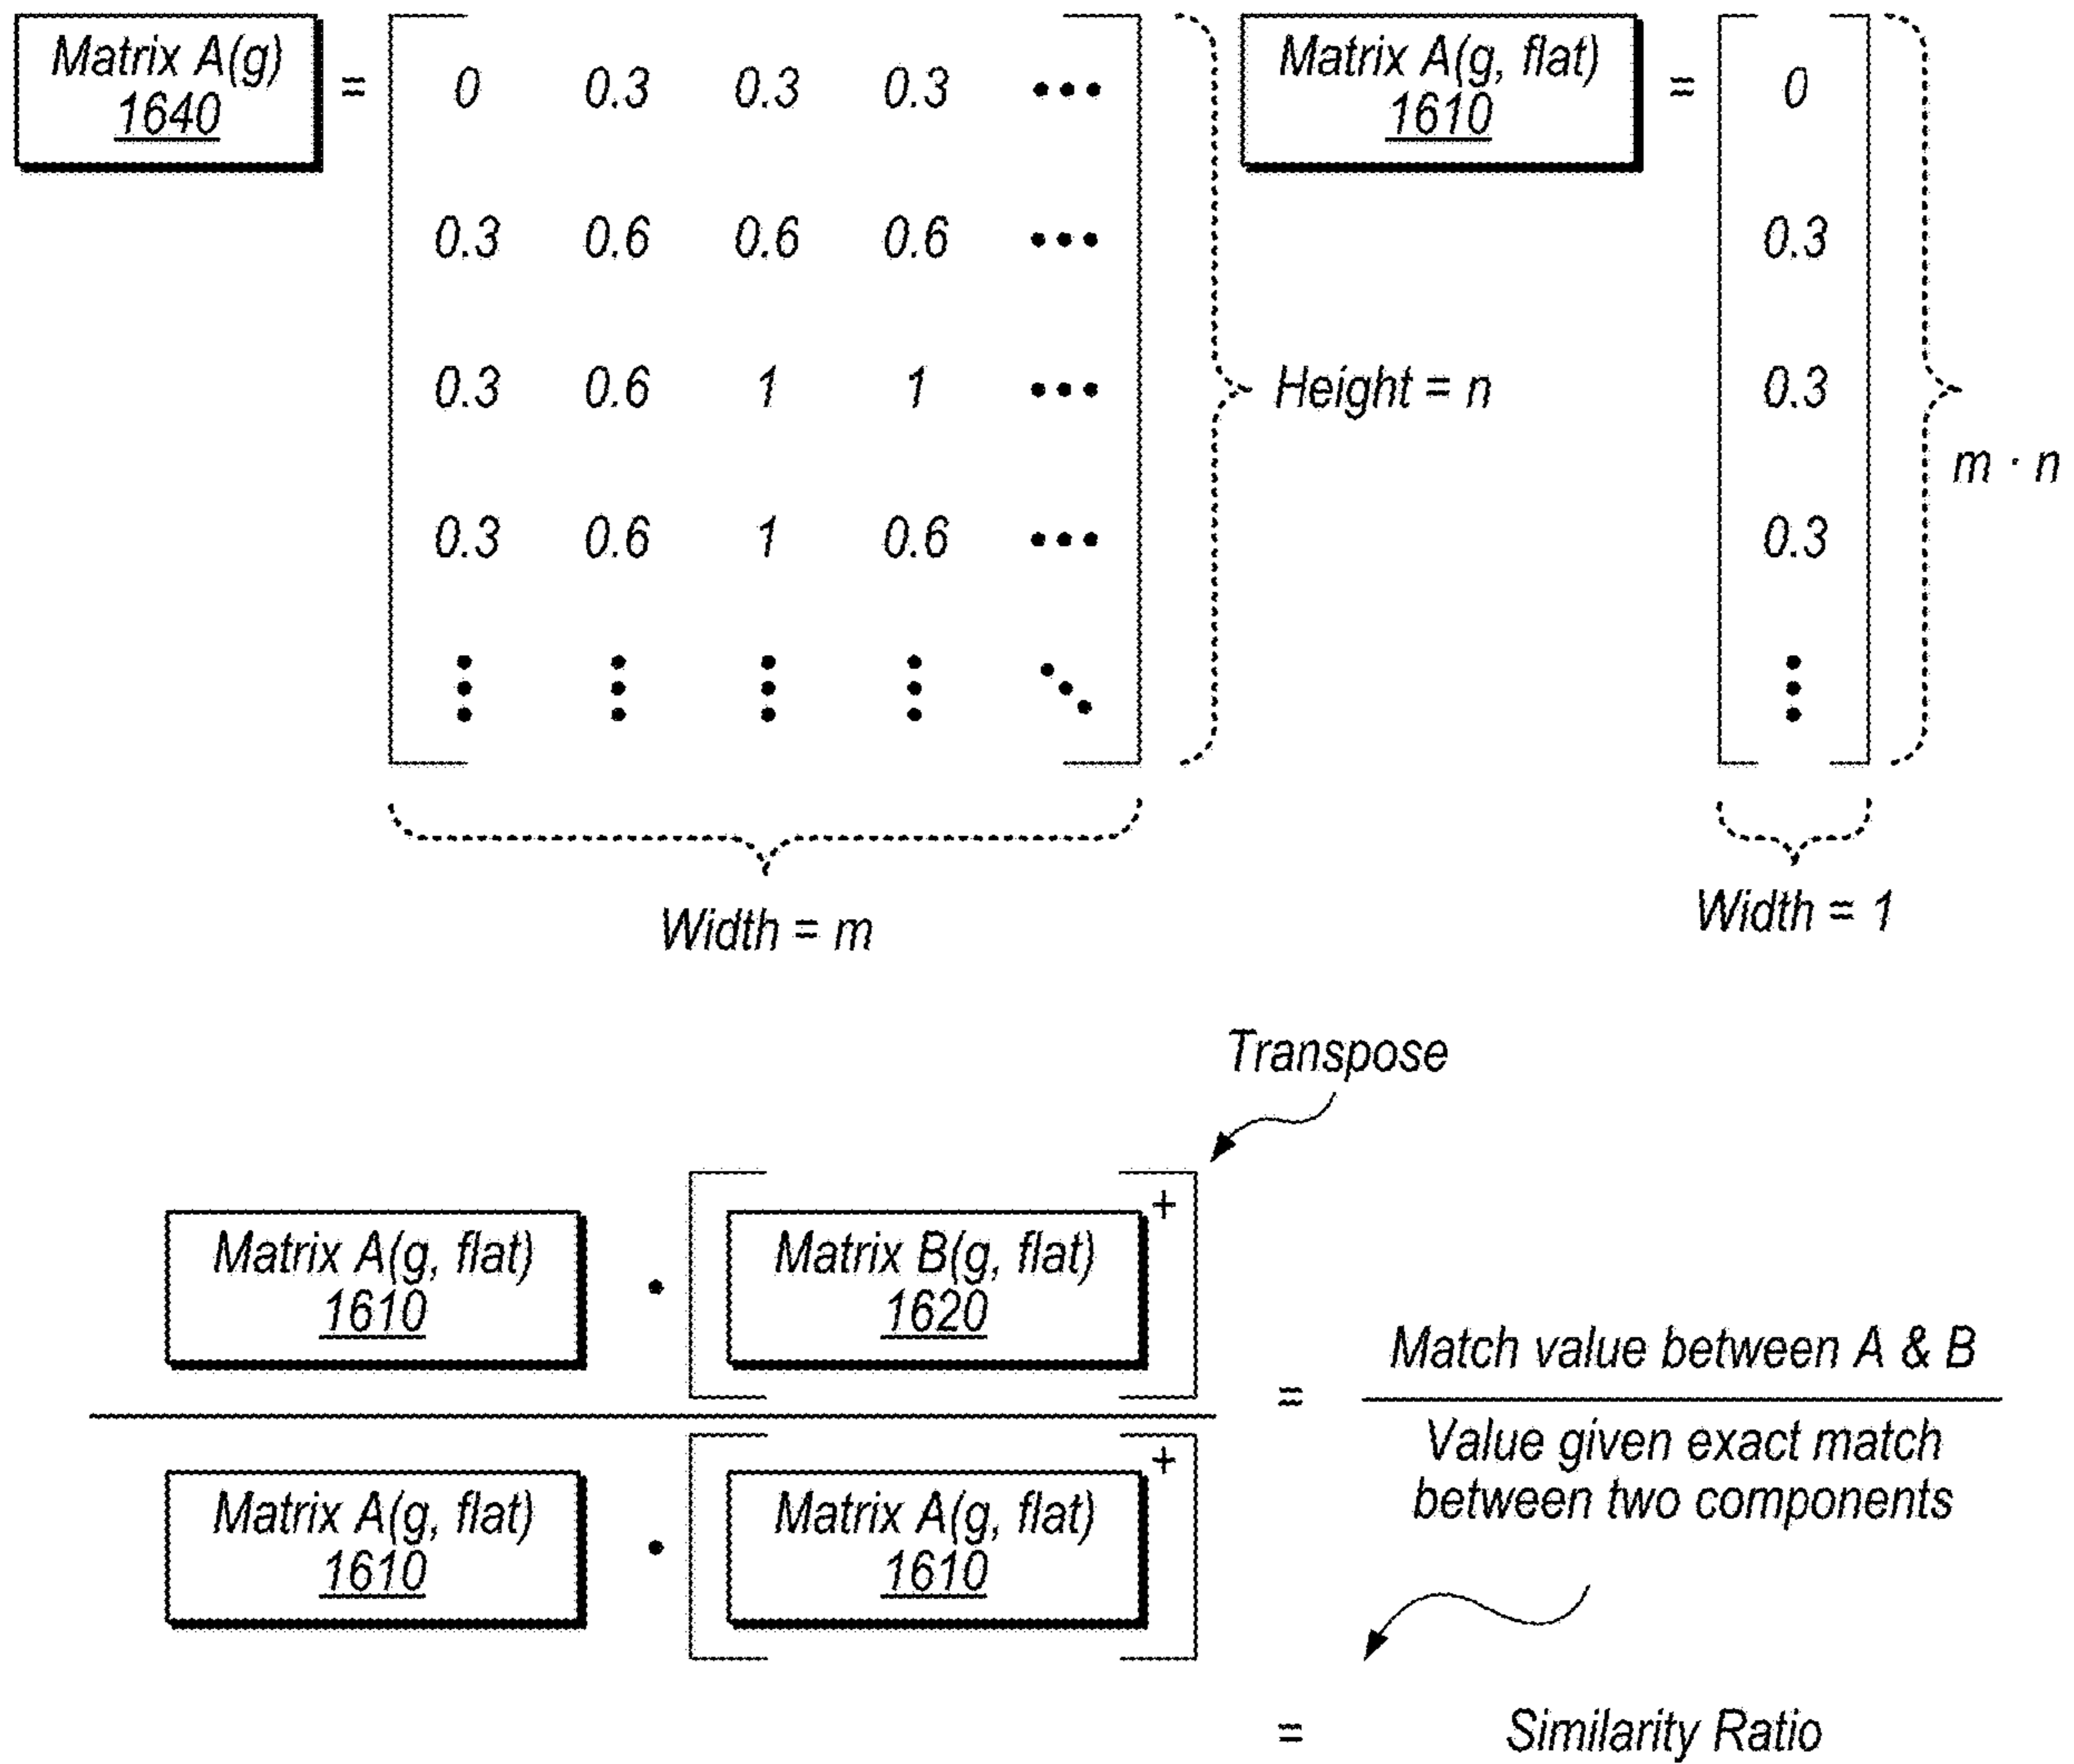 Matrix A(g)
1640
=
0 0.3 0.3 0.3 •••
0.3 0.6 0.6 0.6 •••
0.3 0.6 1 1 •••
0.3 0.6 1 0.6 •••
Height = n
Width = m
Matrix A(g, flat)
1610
=
0
0.3
0.3
0.3
m · n
Width = 1
Transpose
Matrix A(g, flat)
1610
•
Matrix B(g, flat)
1620
+
Matrix A(g, flat)
1610
•
Matrix A(g, flat)
1610
+
=
Match value between A & B
Value given exact match
between two components
= Similarity Ratio